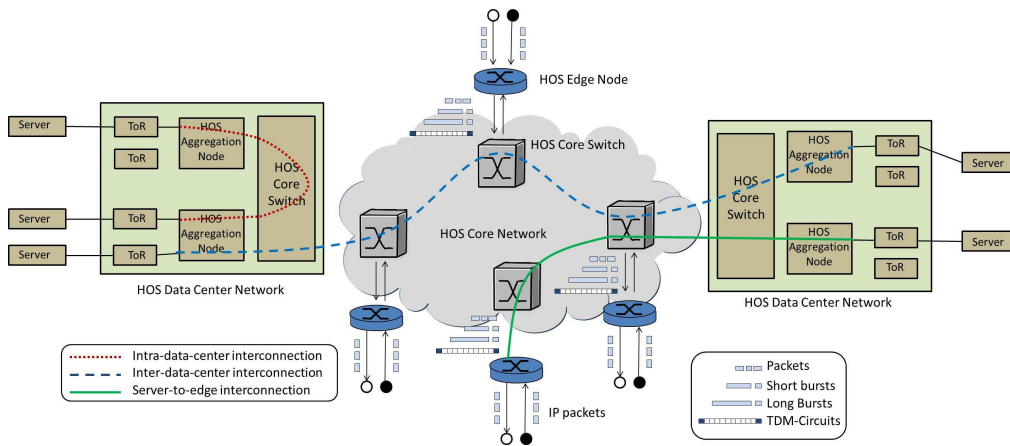 HOS Edge Node
Server
ToR
HOS
Aggregation
Node
ToR
HOS
Core
Switch
Server
ToR
HOS
Aggregation
Node
Server
ToR
HOS Data Center Network
HOS Core Switch
HOS Core Network
HOS
Core
Switch
HOS
Aggregation
Node
ToR
Server
ToR
HOS
Aggregation
Node
ToR
Server
ToR
HOS Data Center Network
Intra-data-center interconnection
Inter-data-center interconnection
Server-to-edge interconnection
IP packets
Packets
Short bursts
Long Bursts
TDM-Circuits